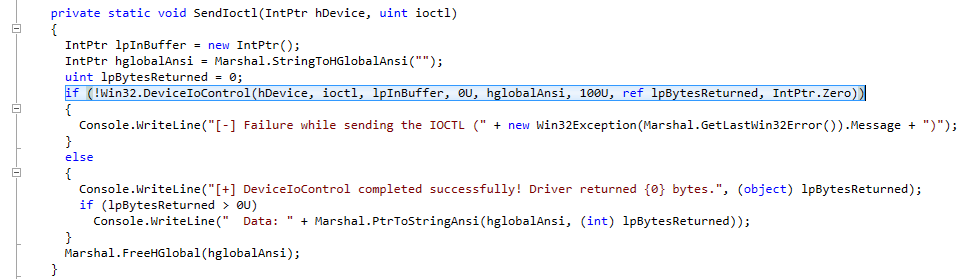 private static void SendIoctl(IntPtr hDevice, uint ioctl)
{
IntPtr lpInBuffer = new IntPtr();
IntPtr hglobalAnsi = Marshal.StringToHGlobalAnsi("");
uint lpBytesReturned = 0;
if (!Win32.DeviceIoControl(hDevice, ioctl, lpInBuffer, 0U, hglobalAnsi, 100U, ref lpBytesReturned, IntPtr.Zero))
{
Console.WriteLine("[-] Failure while sending the IOCTL (" + new Win32Exception(Marshal.GetLastWin32Error()).Message + ")");
}
else
{
Console.WriteLine("[+] DeviceIoControl completed successfully! Driver returned {0} bytes.", (object) lpBytesReturned);
if (lpBytesReturned > 0U)
Console.WriteLine("  Data: " + Marshal.PtrToStringAnsi(hglobalAnsi, (int) lpBytesReturned));
}
Marshal.FreeHGlobal(hglobalAnsi);
}